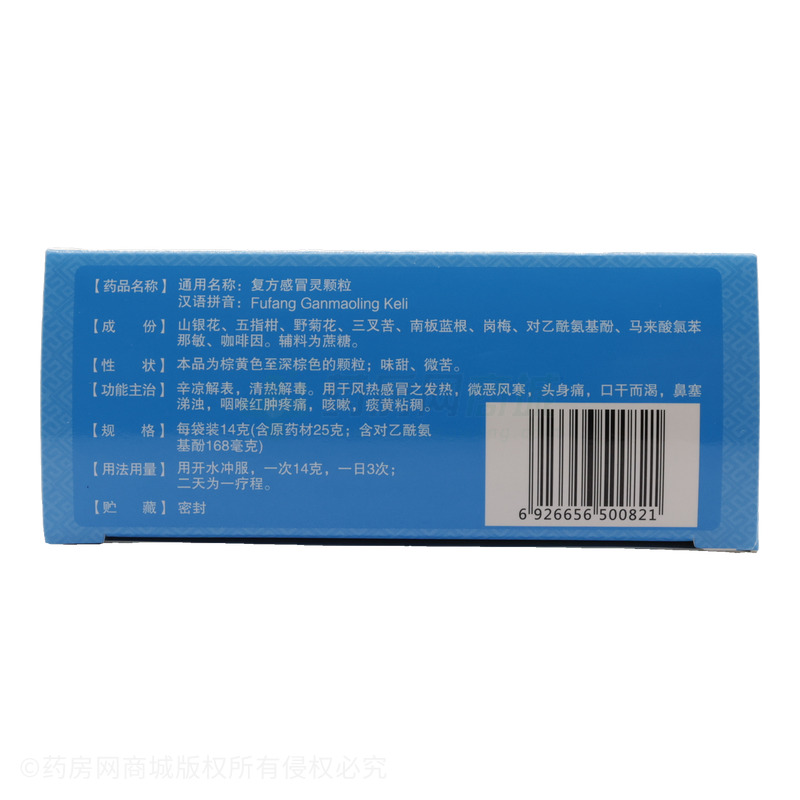 【药品名称】 通用名称：复方感冒灵颗粒
汉语拼音：Fufang Ganmaoling Keli
【成 份】 山银花、五指柑、野菊花、三叉苦、南板蓝根、岗梅、对乙酰氨基酚、马来酸氯苯
那敏、咖啡因。辅料为蔗糖。
【性 状】 本品为棕黄色至深棕色的颗粒；味甜、微苦。
【功能主治】 辛凉解表，清热解毒。用于风热感冒之发热，微恶风寒，头身痛，口干而渴，鼻塞
涕浊，咽喉红肿疼痛，咳嗽，痰黄粘稠。
【规 格】 每袋装14克(含原药材25克；含对乙酰氨
基酚168毫克)
【用法用量】 用开水冲服，一次14克，一日3次；
二天为一疗程。
【贮 藏】 密封
6 926656 500821
©药房网商城版权所有侵权必究